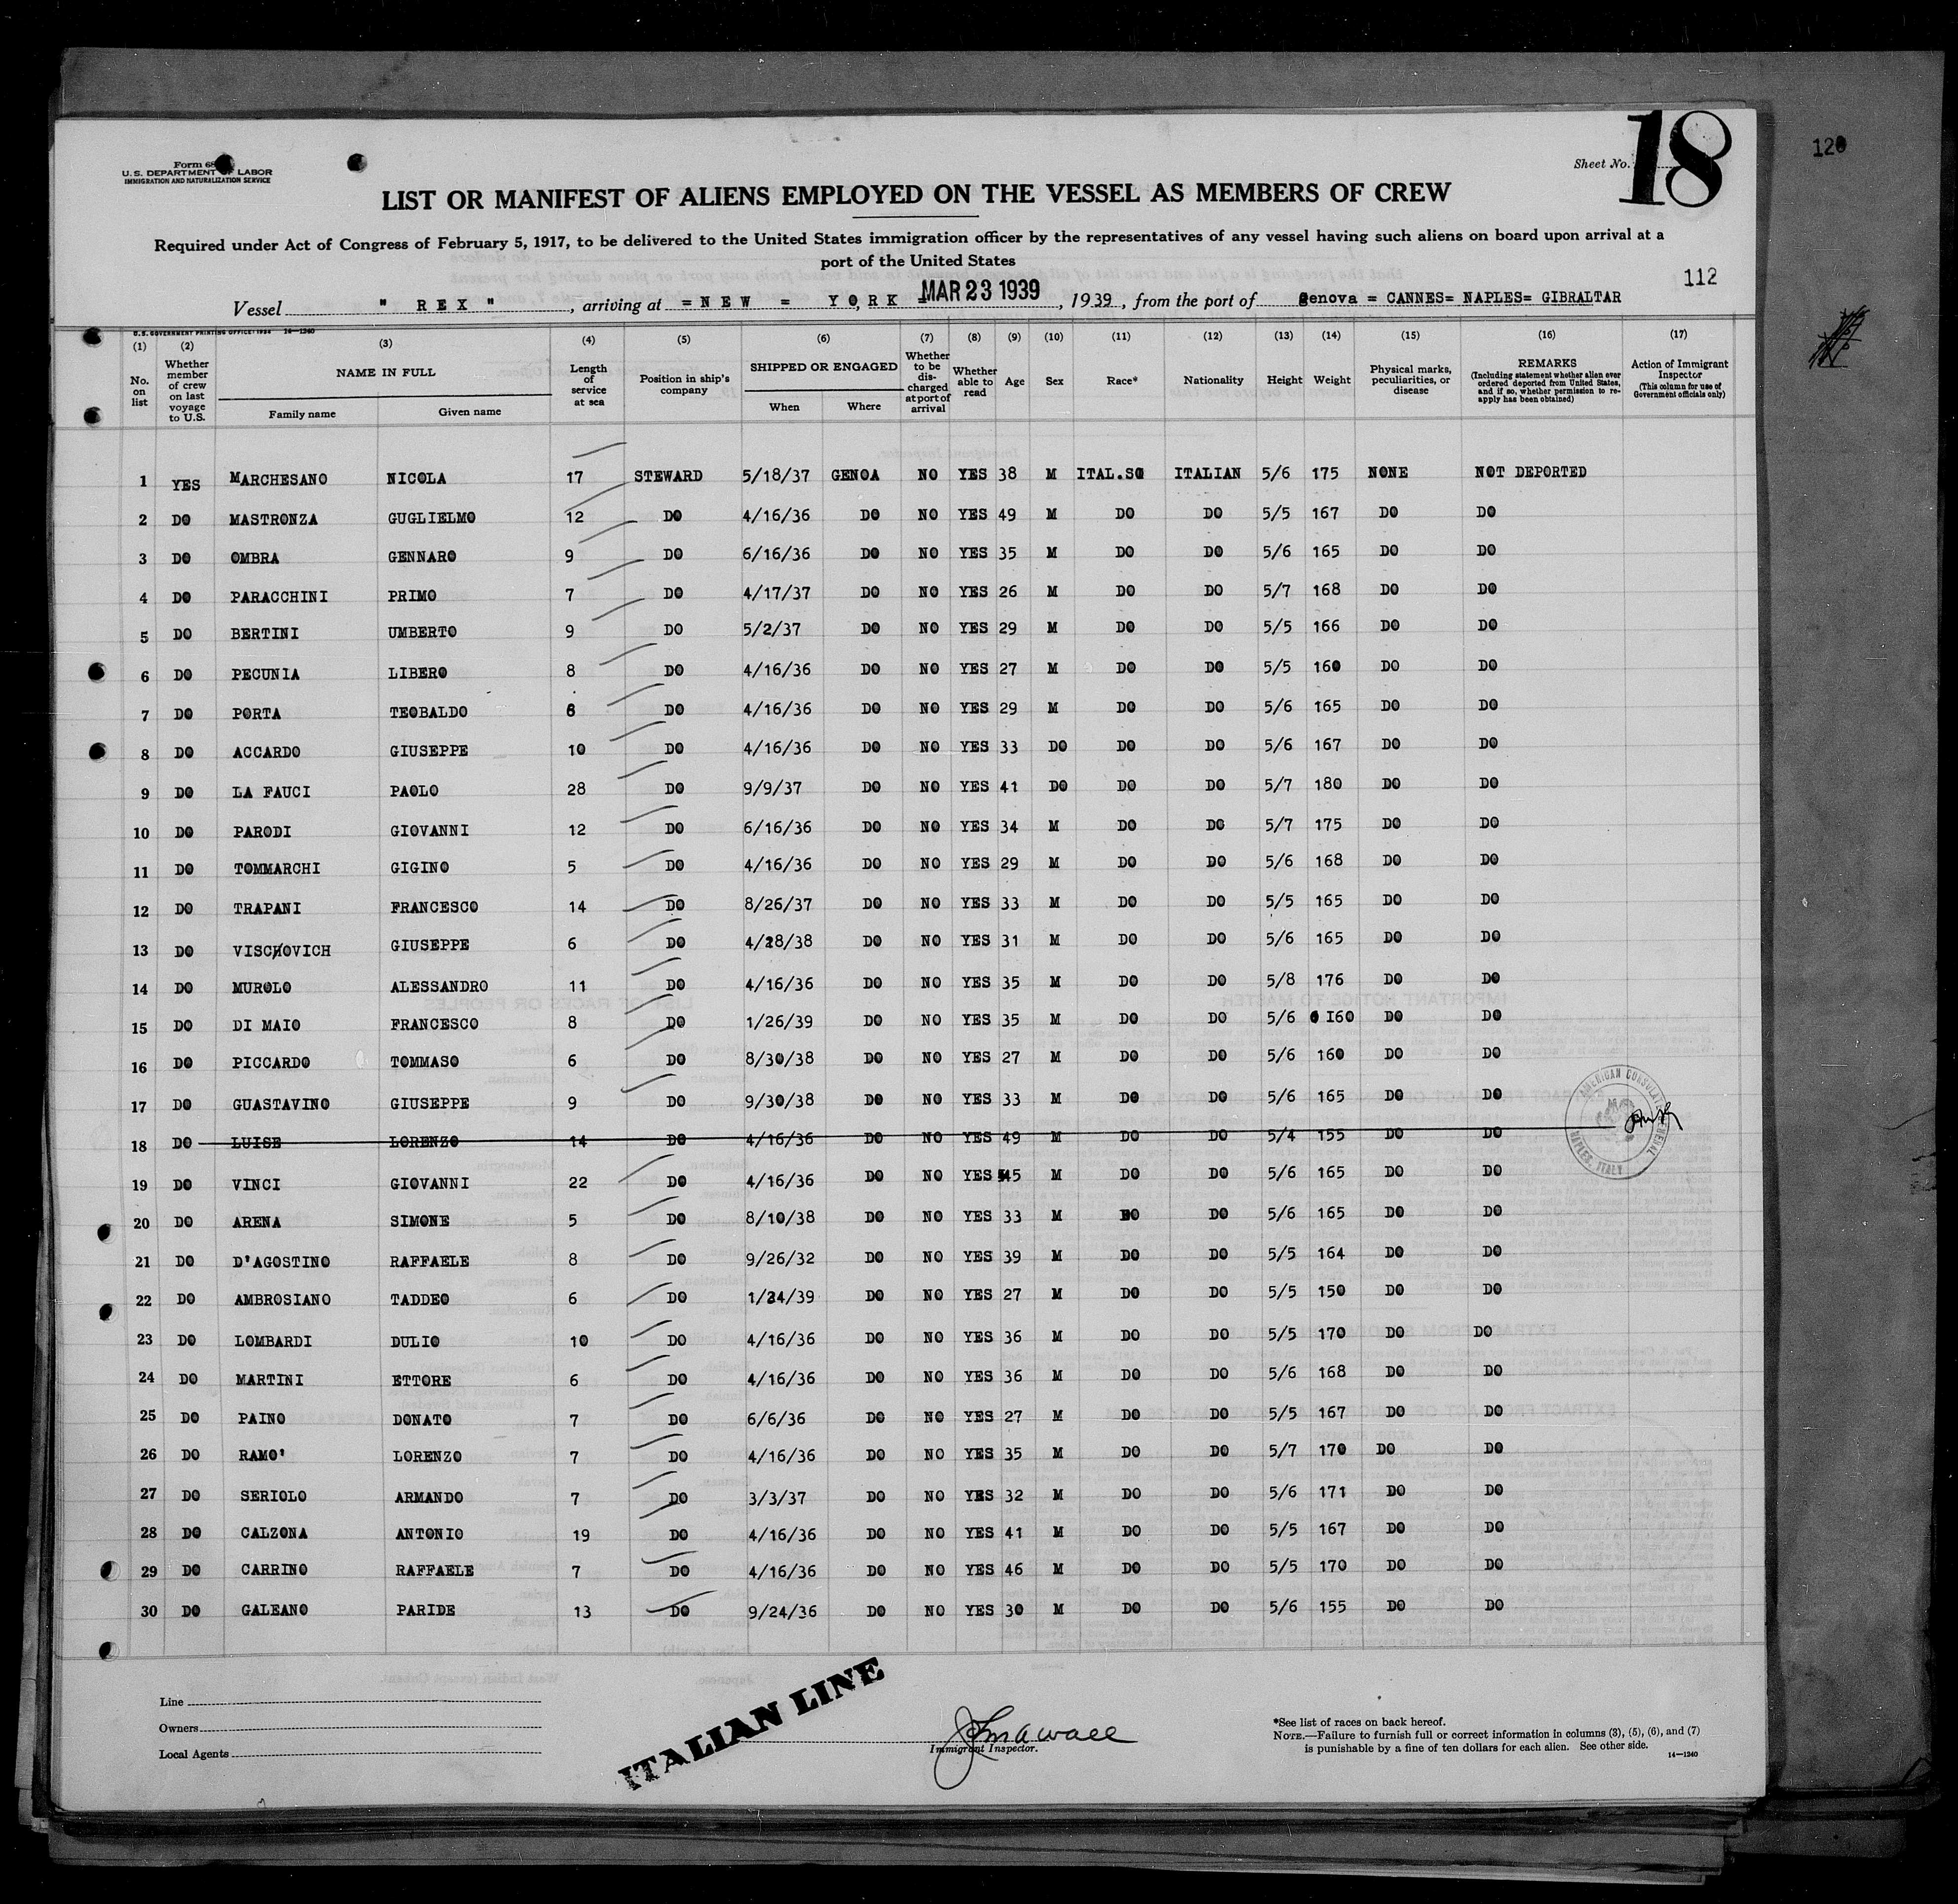 120
Sheet No. 18
U.S. DEPARTMENT OF LABOR
IMMIGRATION AND NATURALIZATION SERVICE
LIST OR MANIFEST OF ALIENS EMPLOYED ON THE VESSEL AS MEMBERS OF CREW
Required under Act of Congress of February 5, 1917, to be delivered to the United States immigration officer by the representatives of any vessel having such aliens on board upon arrival at a
port of the United States
112
Vessel " REX ", arriving at =NEW = YORK = MAR 23 1939, 1939, from the port of Genova = CANNES= NAPLES= GIBRALTAR
U.S. GOVERNMENT PRINTING OFFICE: 1938 14—1240
(1) (2) (3) (4) (5) (6) (7) (8) (9) (10) (11) (12) (13) (14) (15) (16) (17)
No. on list
Whether member of crew on last voyage to U.S.
NAME IN FULL
Family name
Given name
Length of service at sea
Position in ship's company
SHIPPED OR ENGAGED
When
Where
Whether to be discharged at port of arrival
Whether able to read
Age
Sex
Race*
Nationality
Height
Weight
Physical marks, peculiarities, or disease
REMARKS
(Including statement whether alien ever ordered deported from United States, and if so, whether permission to reapply has been obtained)
Action of Immigrant Inspector
(This column for use of Government officials only)
1 YES MARCHESANO NICOLA 17 STEWARD 5/18/37 GENOA NO YES 38 M ITAL.SO ITALIAN 5/6 175 NONE NOT DEPORTED
2 DO MASTRONZA GUGLIELMO 12 DO 4/16/36 DO NO YES 49 M DO DO 5/5 167 DO DO
3 DO OMBRA GENNARO 9 DO 6/16/36 DO NO YES 35 M DO DO 5/6 165 DO DO
4 DO PARACCHINI PRIMO 7 DO 4/17/37 DO NO YES 26 M DO DO 5/7 168 DO DO
5 DO BERTINI UMBERTO 9 DO 5/2/37 DO NO YES 29 M DO DO 5/5 166 DO DO
6 DO PECUNIA LIBERO 8 DO 4/16/36 DO NO YES 27 M DO DO 5/5 160 DO DO
7 DO PORTA TEOBALDO 6 DO 4/16/36 DO NO YES 29 M DO DO 5/6 165 DO DO
8 DO ACCARDO GIUSEPPE 10 DO 4/16/36 DO NO YES 33 DO DO DO 5/6 167 DO DO
9 DO LA FAUCI PAOLO 28 DO 9/9/37 DO NO YES 41 DO DO DO 5/7 180 DO DO
10 DO PARODI GIOVANNI 12 DO 6/16/36 DO NO YES 34 M DO DO 5/7 175 DO DO
11 DO TOMMARCHI GIGINO 5 DO 4/16/36 DO NO YES 29 M DO DO 5/6 168 DO DO
12 DO TRAPANI FRANCESCO 14 DO 8/26/37 DO NO YES 33 M DO DO 5/5 165 DO DO
13 DO VISCHOVICH GIUSEPPE 6 DO 4/28/38 DO NO YES 31 M DO DO 5/6 165 DO DO
14 DO MUROLO ALESSANDRO 11 DO 4/16/36 DO NO YES 35 M DO DO 5/8 176 DO DO
15 DO DI MAIO FRANCESCO 8 DO 1/26/39 DO NO YES 35 M DO DO 5/6 I60 DO DO
16 DO PICCARDO TOMMASO 6 DO 8/30/38 DO NO YES 27 M DO DO 5/6 160 DO DO
17 DO GUASTAVINO GIUSEPPE 9 DO 9/30/38 DO NO YES 33 M DO DO 5/6 165 DO DO
18 DO LUISE LORENZO 14 DO 4/16/36 DO NO YES 49 M DO DO 5/4 155 DO DO
19 DO VINCI GIOVANNI 22 DO 4/16/36 DO NO YES 45 M DO DO 5/6 165 DO DO
20 DO ARENA SIMONE 5 DO 8/10/38 DO NO YES 33 M DO DO 5/6 165 DO DO
21 DO D'AGOSTINO RAFFAELE 8 DO 9/26/32 DO NO YES 39 M DO DO 5/5 164 DO DO
22 DO AMBROSIANO TADDEO 6 DO 1/24/39 DO NO YES 27 M DO DO 5/5 150 DO DO
23 DO LOMBARDI DULIO 10 DO 4/16/36 DO NO YES 36 M DO DO 5/5 170 DO DO
24 DO MARTINI ETTORE 6 DO 4/16/36 DO NO YES 36 M DO DO 5/6 168 DO DO
25 DO PAINO DONATO 7 DO 6/6/36 DO NO YES 27 M DO DO 5/5 167 DO DO
26 DO RAMO' LORENZO 7 DO 4/16/36 DO NO YES 35 M DO DO 5/7 170 DO DO
27 DO SERIOLO ARMANDO 7 DO 3/3/37 DO NO YES 32 M DO DO 5/6 171 DO DO
28 DO CALZONA ANTONIO 19 DO 4/16/36 DO NO YES 41 M DO DO 5/5 167 DO DO
29 DO CARRINO RAFFAELE 7 DO 4/16/36 DO NO YES 46 M DO DO 5/5 170 DO DO
30 DO GALEANO PARIDE 13 DO 9/24/36 DO NO YES 30 M DO DO 5/6 155 DO DO
AMERICAN CONSULATE GENERAL
NAPLES, ITALY
Line
Owners
Local Agents
ITALIAN LINE
Immigrant Inspector.
*See list of races on back hereof.
NOTE.—Failure to furnish full or correct information in columns (3), (5), (6), and (7)
is punishable by a fine of ten dollars for each alien. See other side.
14—1240